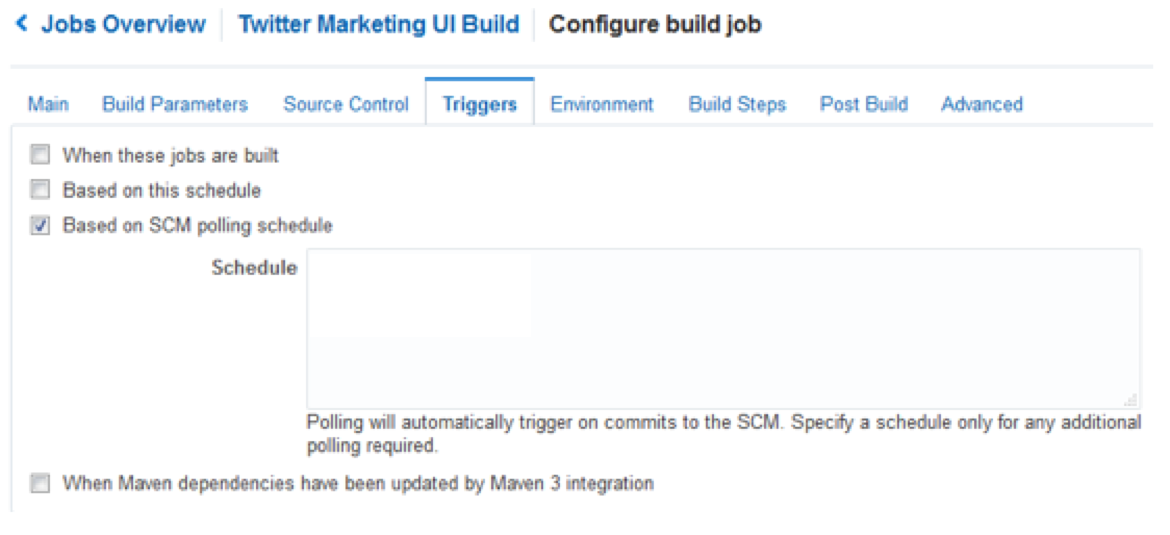 Jobs Overview Twitter Marketing UI Build Configure build job
Main Build Parameters Source Control Triggers Environment Build Steps Post Build Advanced
When these jobs are built
Based on this schedule
Based on SCM polling schedule
Schedule
Polling will automatically trigger on commits to the SCM. Specify a schedule only for any additional
polling required.
When Maven dependencies have been updated by Maven 3 integration